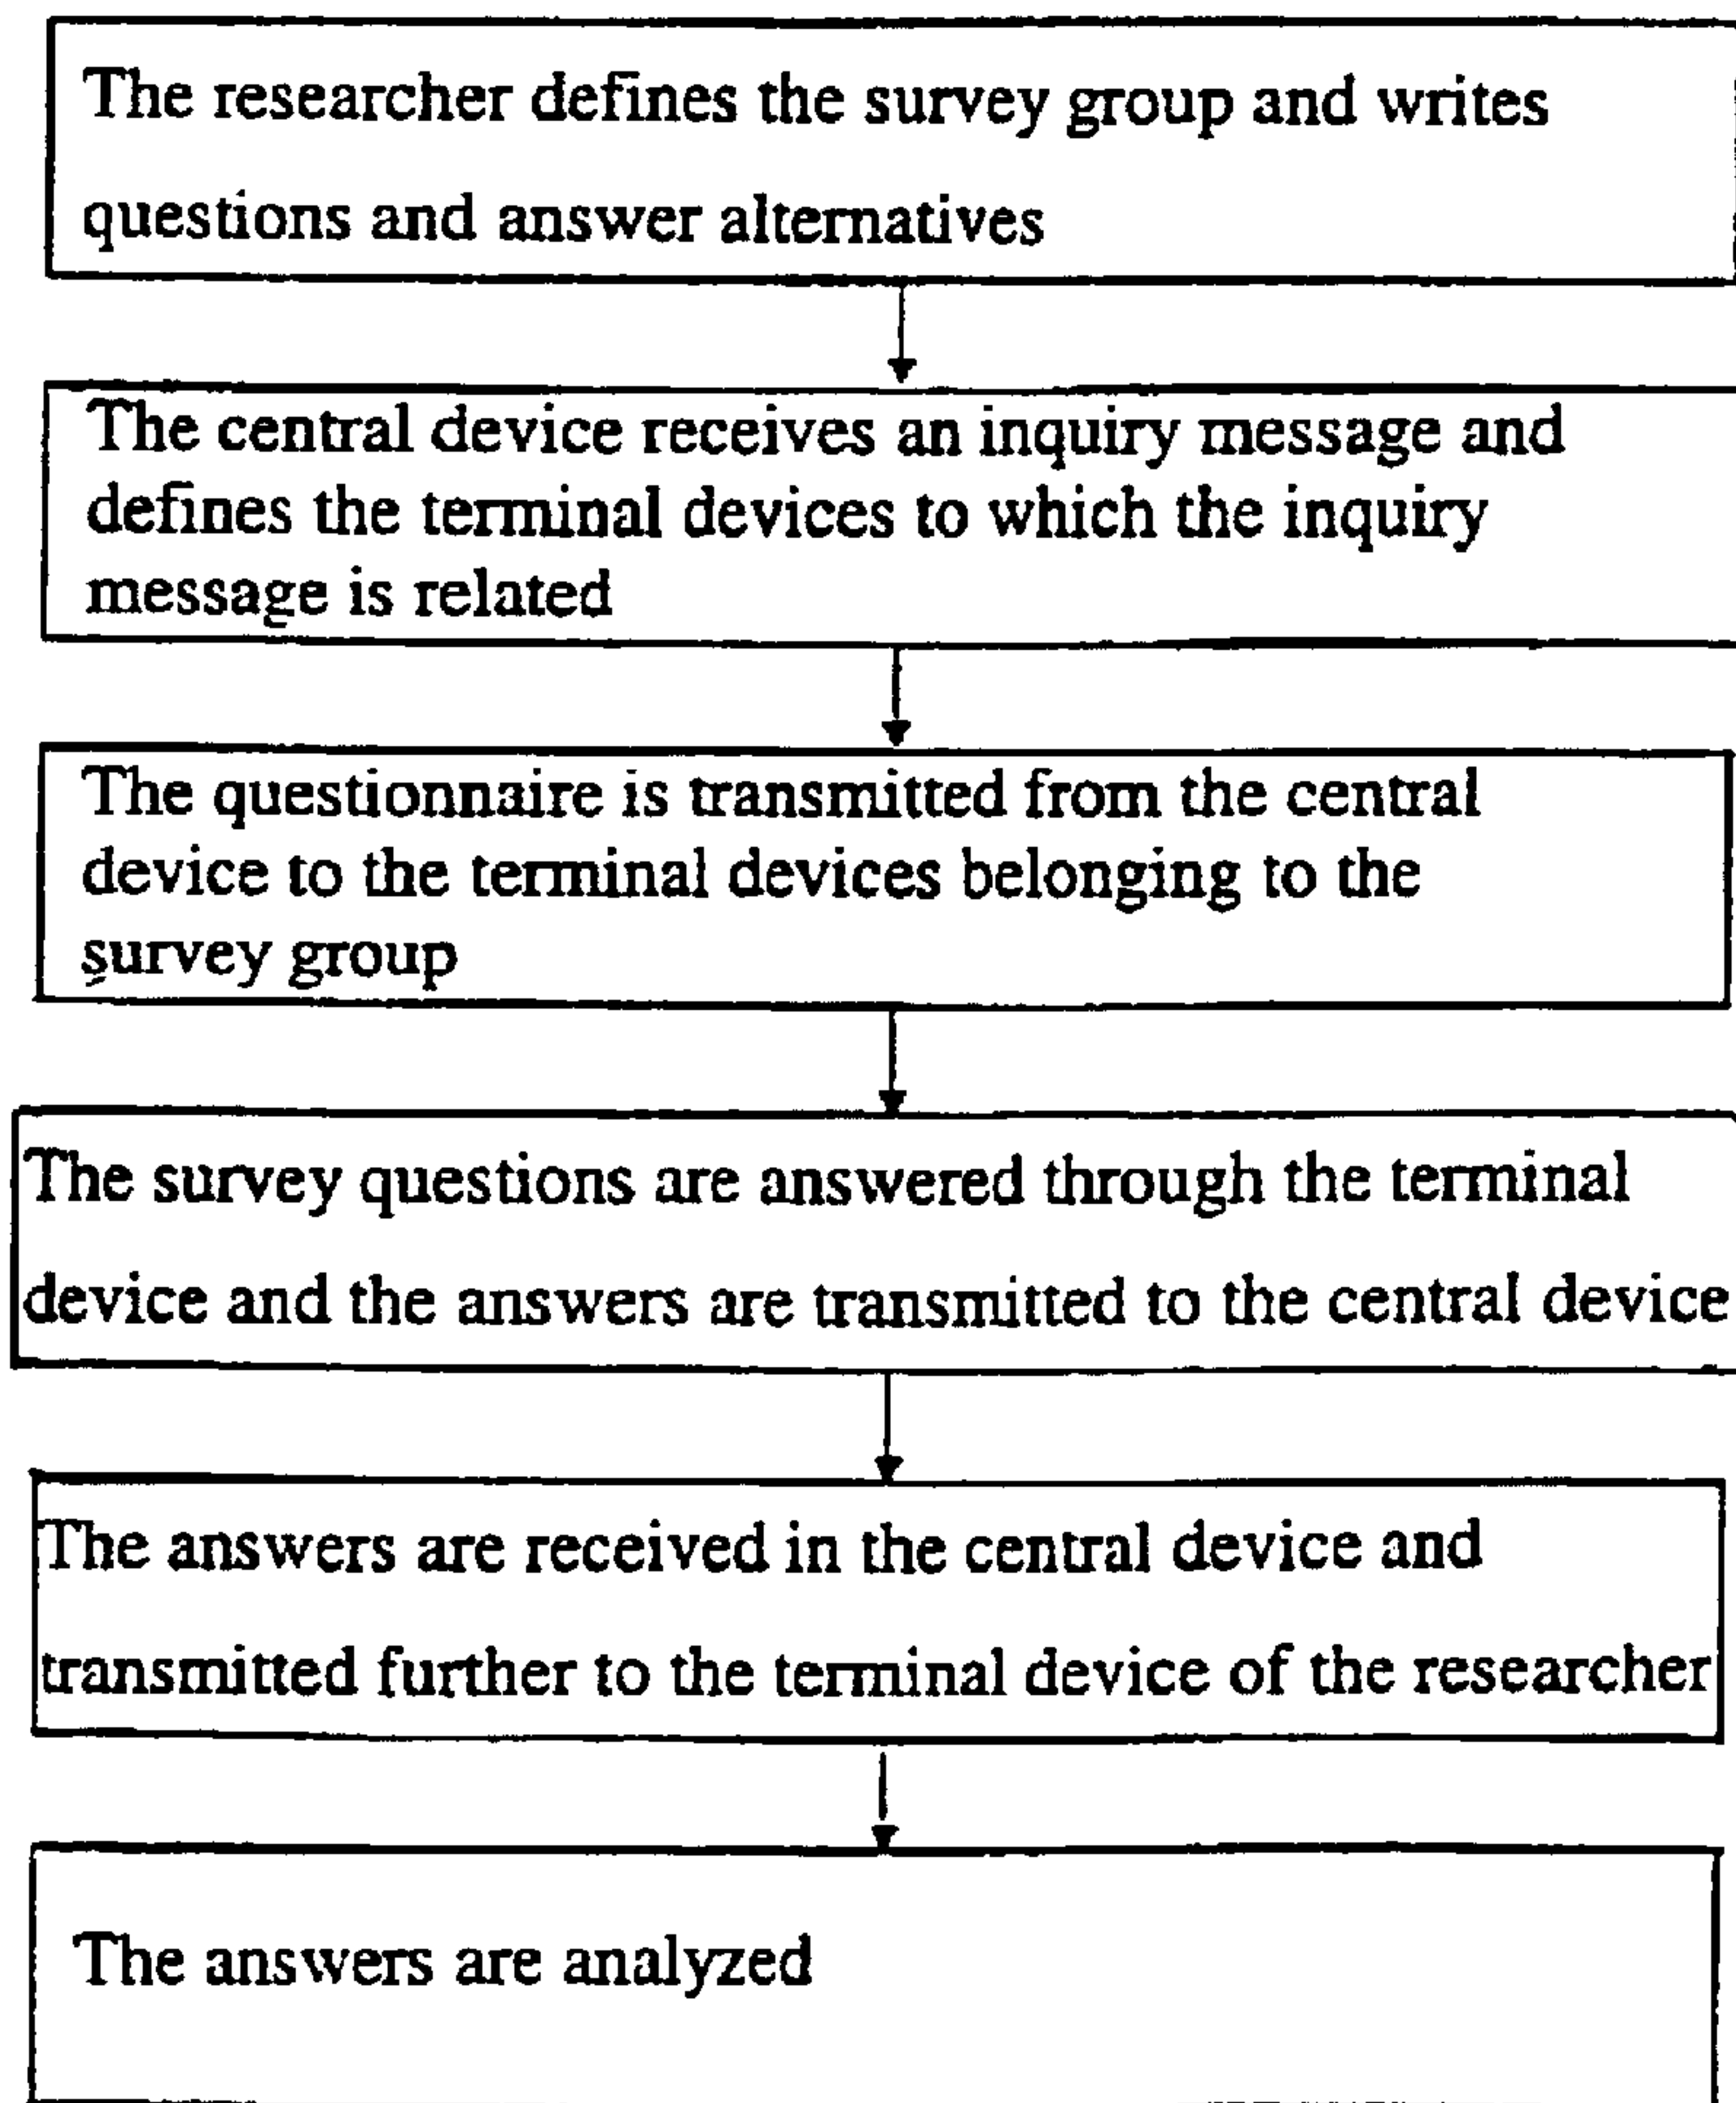 The researcher defines the survey group and writes
questions and answer alternatives
The central device receives an inquiry message and
defines the terminal devices to which the inquiry
message is related
The questionnaire is transmitted from the central
device to the terminal devices belonging to the
survey group
The survey questions are answered through the terminal
device and the answers are transmitted to the central device
The answers are received in the central device and
transmitted further to the terminal device of the researcher
The answers are analyzed